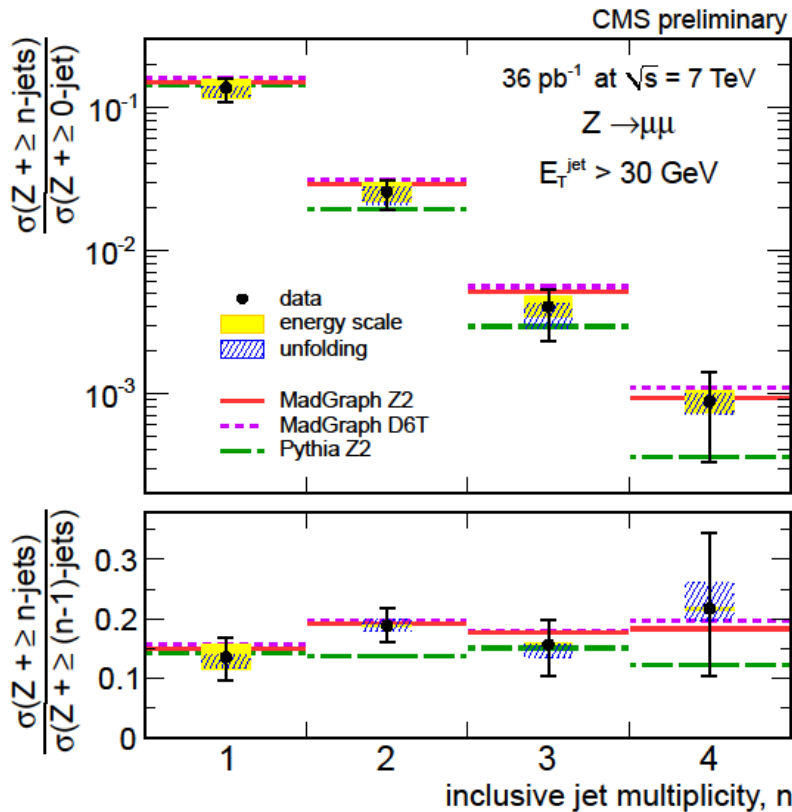 CMS preliminary
σ(Z + ≥ n-jets)
σ(Z + ≥ 0-jet)
10⁻¹
10⁻²
10⁻³
36 pb⁻¹ at √s = 7 TeV
Z →μμ
E_T^jet > 30 GeV
data
energy scale
unfolding
MadGraph Z2
MadGraph D6T
Pythia Z2
σ(Z + ≥ n-jets)
σ(Z + ≥ (n-1)-jets)
0.3
0.2
0.1
0
1 2 3 4
inclusive jet multiplicity, n